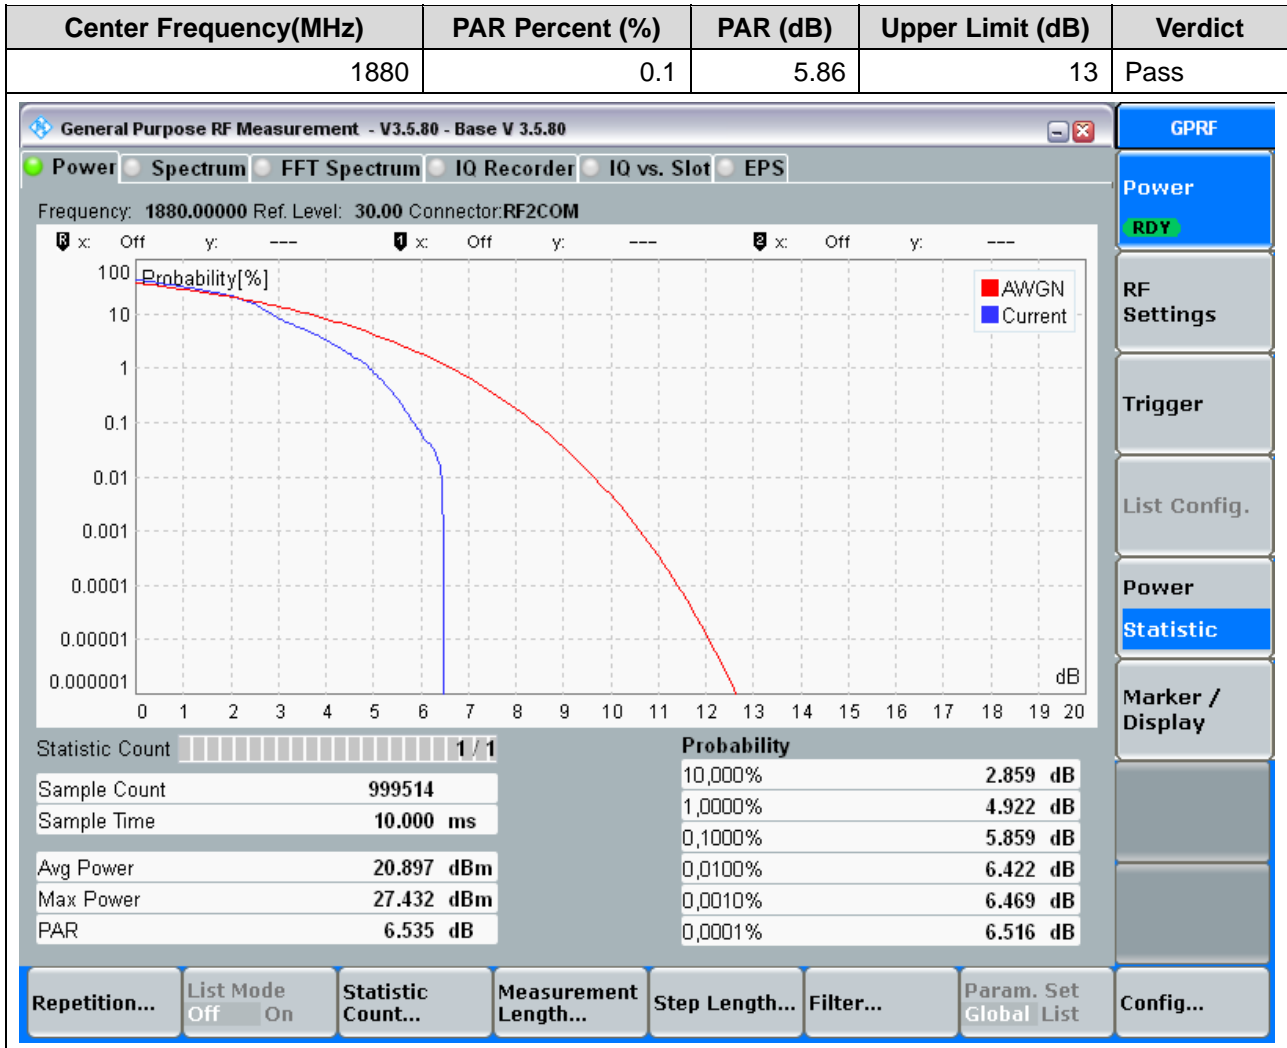 Center Frequency(MHz) PAR Percent (%) PAR (dB) Upper Limit (dB) Verdict
1880 0.1 5.86 13 Pass
General Purpose RF Measurement - V3.5.80 - Base V 3.5.80
GPRF
Power Spectrum FFT Spectrum IQ Recorder IQ vs. Slot EPS
Power
RDY
Frequency: 1880.00000 Ref. Level: 30.00 Connector:RF2COM
R x: Off y: --- 1 x: Off y: --- 2 x: Off y: ---
100 Probability[%]
AWGN
Current
10
1
0.1
0.01
0.001
0.0001
0.00001
0.000001
dB
0 1 2 3 4 5 6 7 8 9 10 11 12 13 14 15 16 17 18 19 20
RF
Settings
Trigger
List Config.
Power
Statistic
Marker /
Display
Statistic Count 1 / 1
Sample Count 999514
Sample Time 10.000 ms
Avg Power 20.897 dBm
Max Power 27.432 dBm
PAR 6.535 dB
Probability
10,000% 2.859 dB
1,0000% 4.922 dB
0,1000% 5.859 dB
0,0100% 6.422 dB
0,0010% 6.469 dB
0,0001% 6.516 dB
Repetition...
List Mode
Off On
Statistic
Count...
Measurement
Length...
Step Length...
Filter...
Param. Set
Global List
Config...